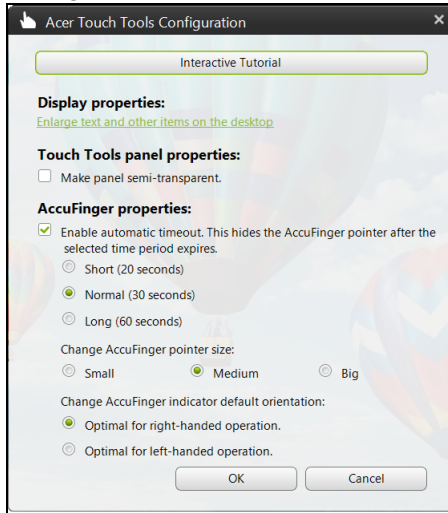 Acer Touch Tools Configuration
Interactive Tutorial
Display properties:
Enlarge text and other items on the desktop
Touch Tools panel properties:
Make panel semi-transparent.
AccuFinger properties:
Enable automatic timeout. This hides the AccuFinger pointer after the
selected time period expires.
Short (20 seconds)
Normal (30 seconds)
Long (60 seconds)
Change AccuFinger pointer size:
Small Medium Big
Change AccuFinger indicator default orientation:
Optimal for right-handed operation.
Optimal for left-handed operation.
OK Cancel